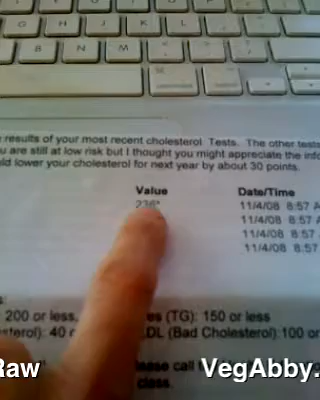 G H J K L
B N M
results of your most recent cholesterol Tests. The other tests
ou are still at low risk but I thought you might appreciate the info
ld lower your cholesterol for next year by about 30 points.
Value Date/Time
236* 11/4/08 8:57 A
11/4/08 8:57 A
11/4/08 8:57
11/4/08 8:57
200 or less, es (TG): 150 or less
sterol): 40 DL (Bad Cholesterol): 100 or
ease call
class.
Raw VegAbby.